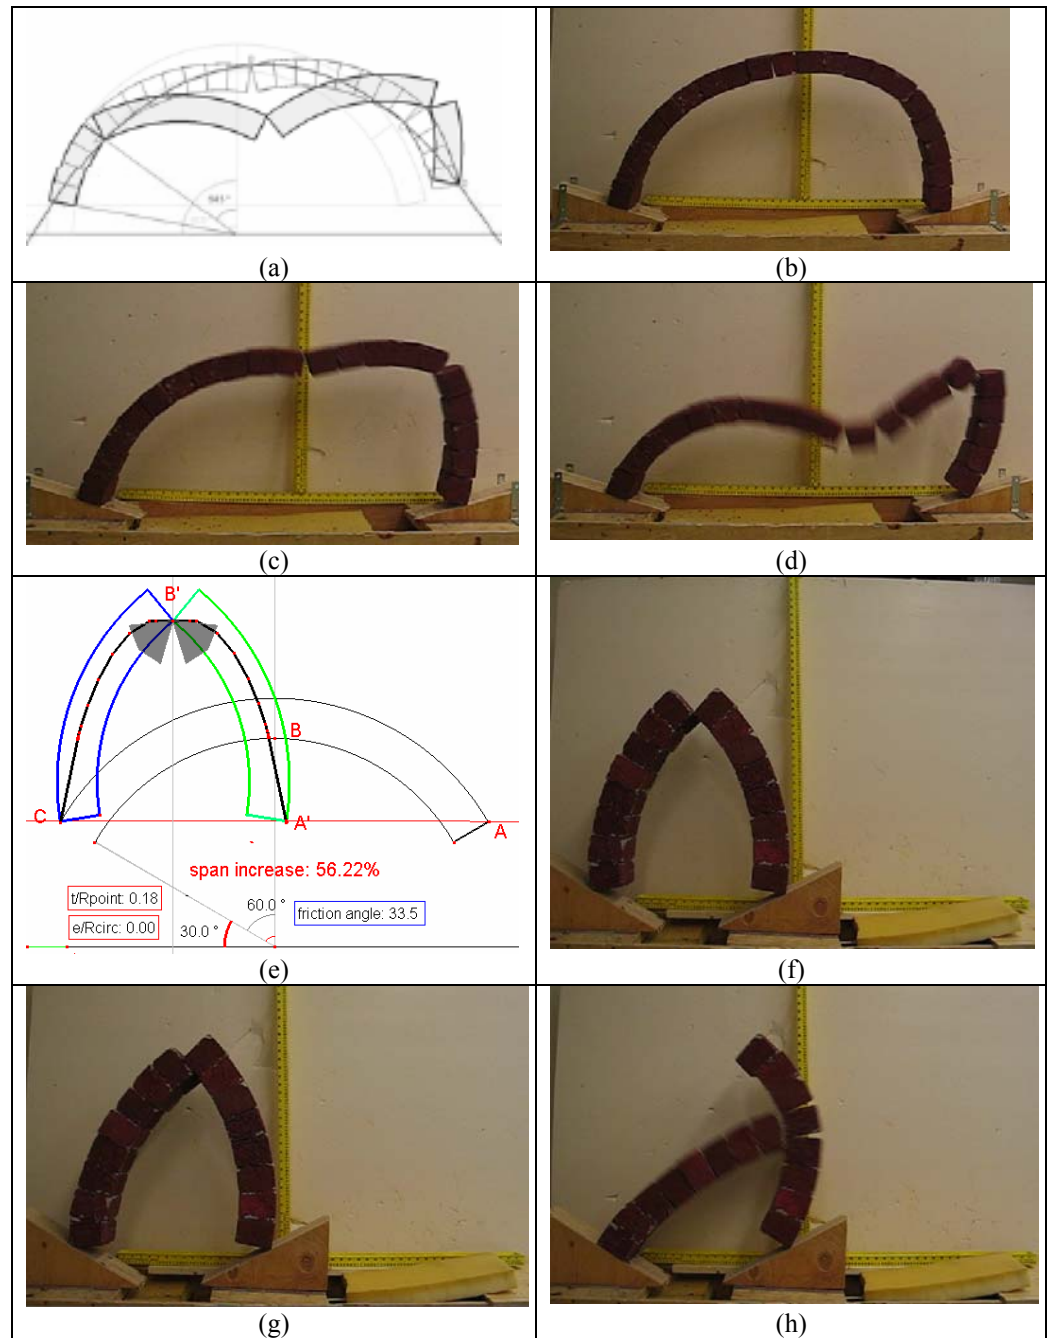 (a)
(b)
(c)
(d)
B'
B
C
A'
A
span increase: 56.22%
t/Rpoint: 0.18
60.0 °
friction angle: 33.5
e/Rcirc: 0.00
30.0 °
(e)
(f)
(g)
(h)